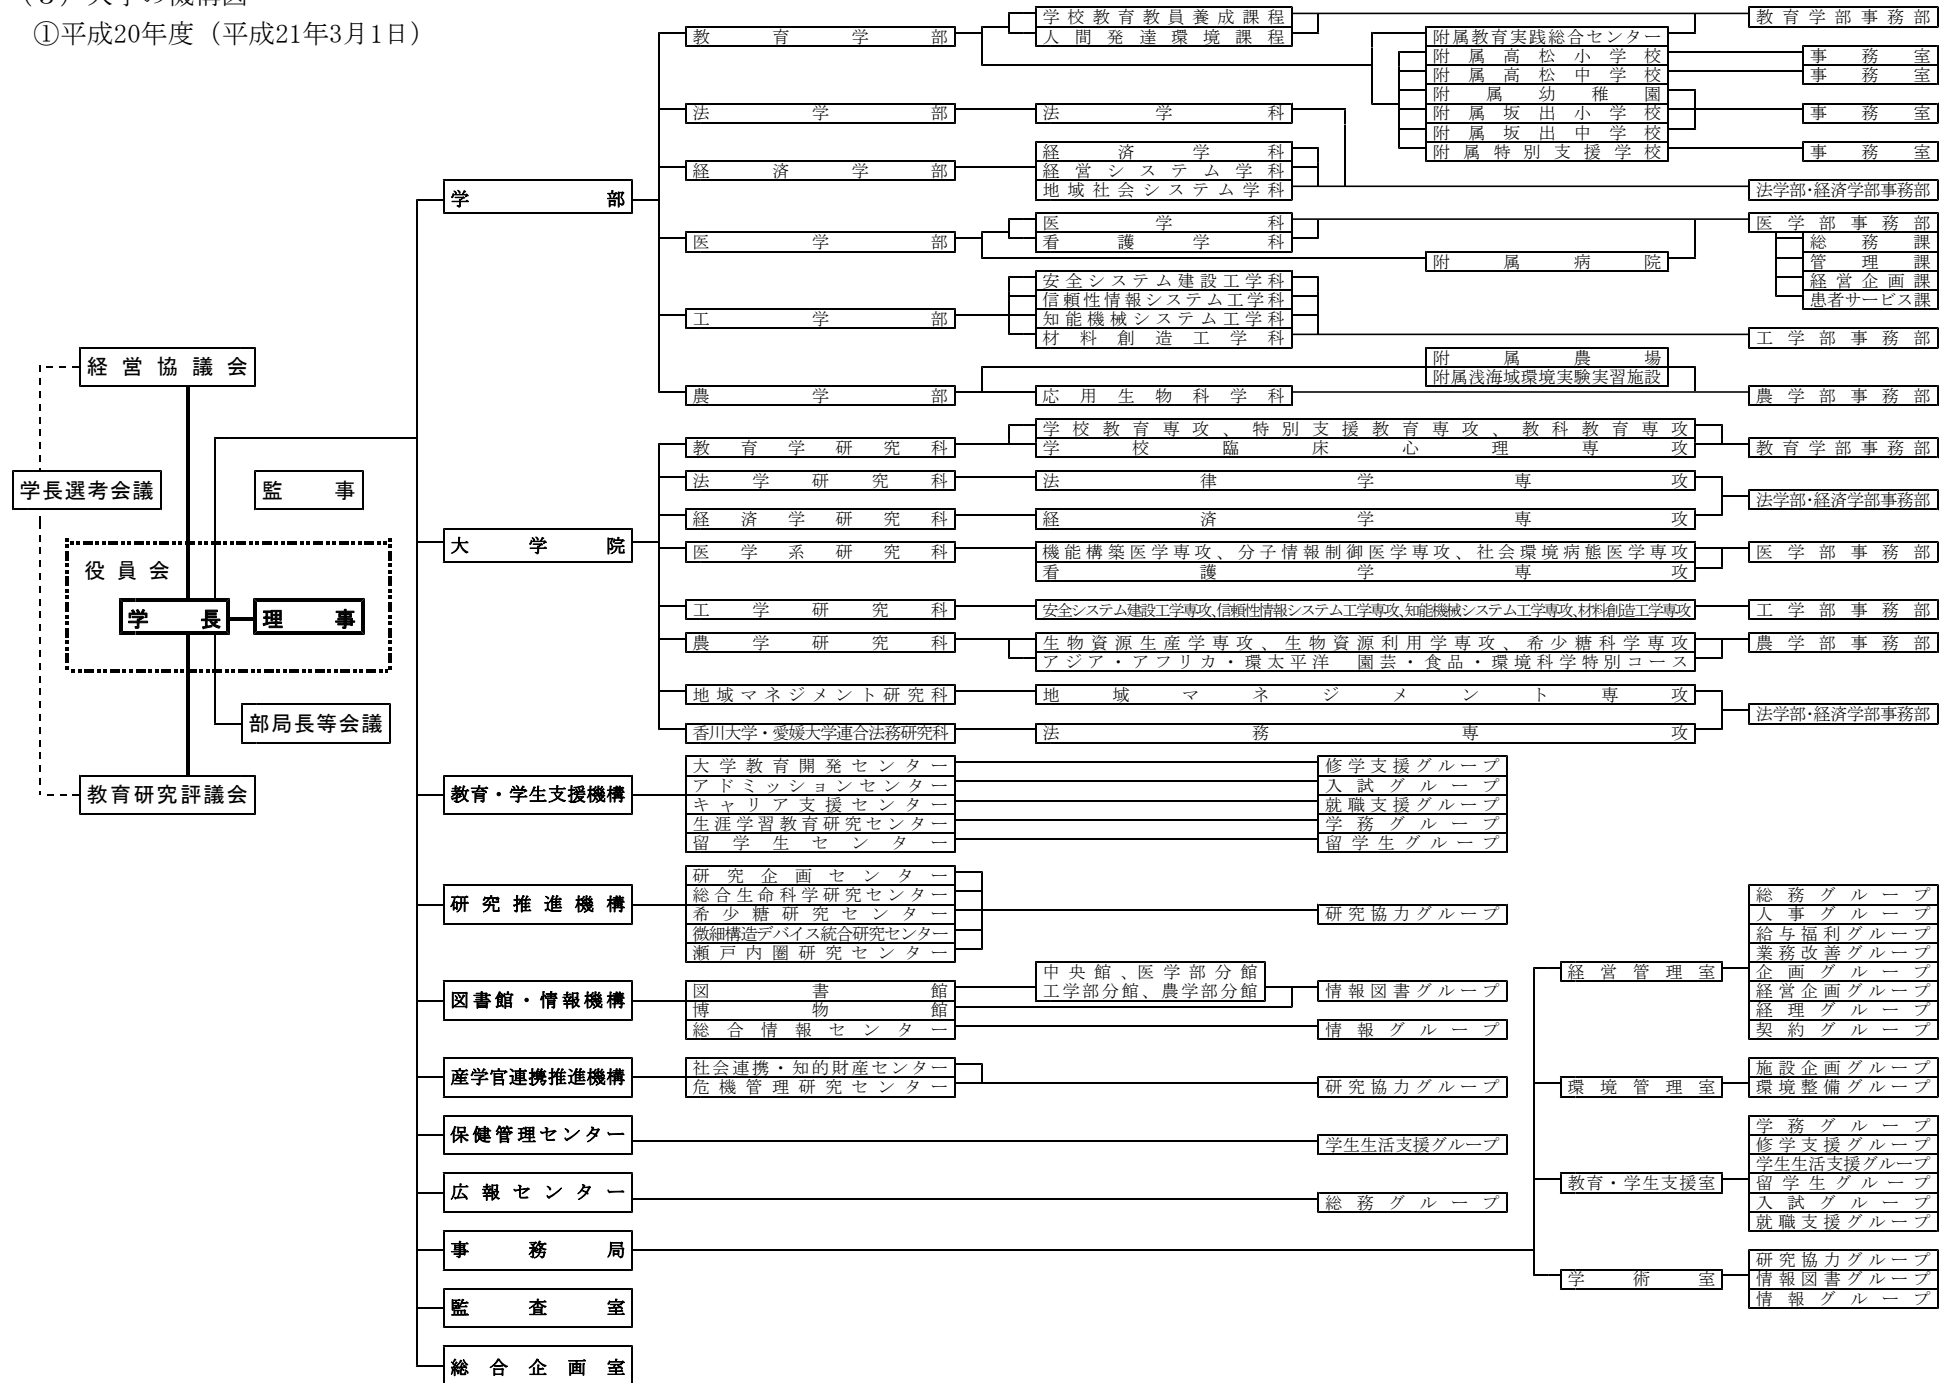 ①平成20年度（平成21年3月1日）
経営協議会
学長選考会議
監事
役員会
学長
理事
部局長等会議
教育研究評議会
学部
教育学部
学校教育教員養成課程
人間発達環境課程
教育学部事務部
附属教育実践総合センター
附属高松小学校
事務室
附属高松中学校
事務室
附属幼稚園
附属坂出小学校
事務室
附属坂出中学校
附属特別支援学校
事務室
法学部
法学科
経済学部
経済学科
経営システム学科
地域社会システム学科
法学部・経済学部事務部
医学部
医学科
看護学科
附属病院
医学部事務部
総務課
管理課
経営企画課
患者サービス課
工学部
安全システム建設工学科
信頼性情報システム工学科
知能機械システム工学科
材料創造工学科
工学部事務部
農学部
応用生物科学科
附属農場
附属浅海域環境実験実習施設
農学部事務部
大学院
教育学研究科
学校教育専攻、特別支援教育専攻、教科教育専攻
学校臨床心理専攻
教育学部事務部
法学研究科
法律学専攻
経済学研究科
経済学専攻
法学部・経済学部事務部
医学系研究科
機能構築医学専攻、分子情報制御医学専攻、社会環境病態医学専攻
看護学専攻
医学部事務部
工学研究科
安全システム建設工学専攻、信頼性情報システム工学専攻、知能機械システム工学専攻、材料創造工学専攻
工学部事務部
農学研究科
生物資源生産学専攻、生物資源利用学専攻、希少糖科学専攻
アジア・アフリカ・環太平洋　園芸・食品・環境科学特別コース
農学部事務部
地域マネジメント研究科
地域マネジメント専攻
香川大学・愛媛大学連合法務研究科
法務専攻
法学部・経済学部事務部
教育・学生支援機構
大学教育開発センター
修学支援グループ
アドミッションセンター
入試グループ
キャリア支援センター
就職支援グループ
生涯学習教育研究センター
学務グループ
留学生センター
留学生グループ
研究推進機構
研究企画センター
総合生命科学研究センター
希少糖研究センター
微細構造デバイス統合研究センター
瀬戸内圏研究センター
研究協力グループ
図書館・情報機構
図書館
中央館、医学部分館
工学部分館、農学部分館
情報図書グループ
博物館
総合情報センター
情報グループ
産学官連携推進機構
社会連携・知的財産センター
危機管理研究センター
研究協力グループ
保健管理センター
学生生活支援グループ
広報センター
総務グループ
事務局
経営管理室
総務グループ
人事グループ
給与福利グループ
業務改善グループ
企画グループ
経営企画グループ
経理グループ
契約グループ
環境管理室
施設企画グループ
環境整備グループ
教育・学生支援室
学務グループ
修学支援グループ
学生生活支援グループ
留学生グループ
入試グループ
就職支援グループ
学術室
研究協力グループ
情報図書グループ
情報グループ
監査室
総合企画室